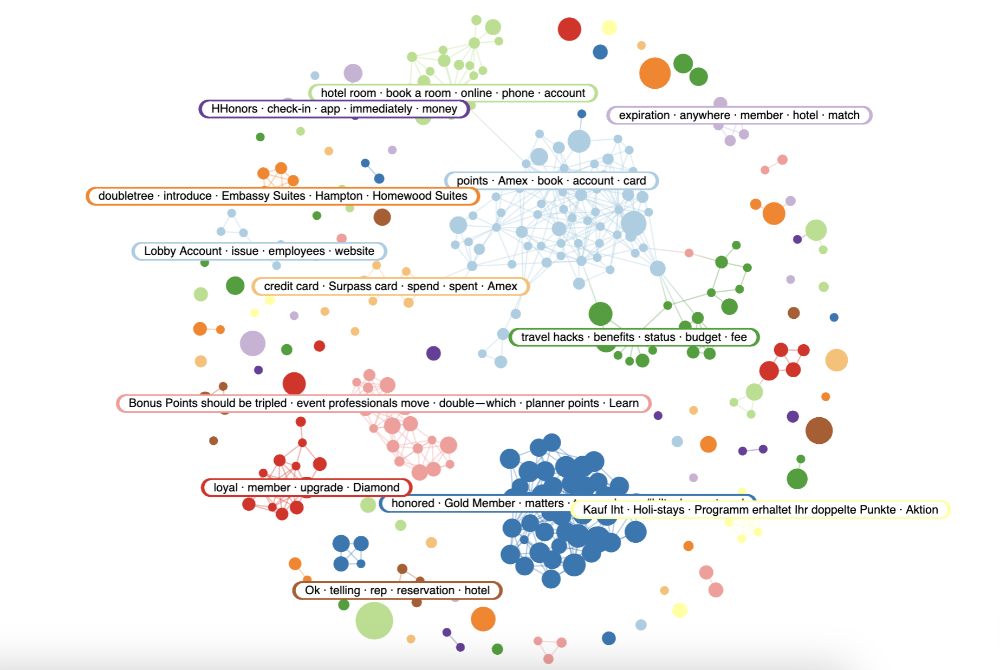 hotel room · book a room · online · phone · account
HHonors · check-in · app · immediately · money
expiration · anywhere · member · hotel · match
points · Amex · book · account · card
doubletree · introduce · Embassy Suites · Hampton · Homewood Suites
Lobby Account · issue · employees · website
credit card · Surpass card · spend · spent · Amex
travel hacks · benefits · status · budget · fee
Bonus Points should be tripled · event professionals move · double—which · planner points · Learn
loyal · member · upgrade · Diamond
honored · Gold Member · matters ·
Kauf Iht · Holi-stays · Programm erhaltet Ihr doppelte Punkte · Aktion
Ok · telling · rep · reservation · hotel